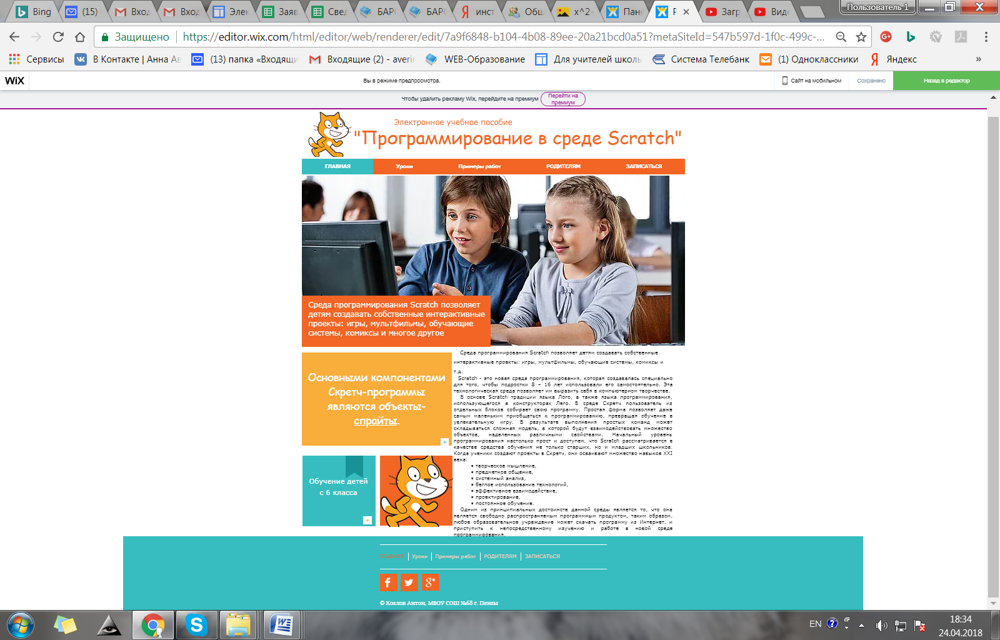 Пользователь 1
Bing
(15)
Вход
Вход
Элек
Заяв
Свед
БАР
БАР
инст
Общ
x^2
Пане
Р
Загр
Виде
Защищено
https://editor.wix.com/html/editor/web/renderer/edit/7a9f6848-b104-4b08-89ee-20a21bcd0a51?metaSiteId=547b597d-1f0c-499c-...
Сервисы
В Контакте | Анна Ав
(13) папка «Входящи
Входящие (2) - averir
WEB-Образование
Для учителей школь
Система Телебанк
(1) Одноклассники
Яндекс
»
WiX
Вы в режиме предпросмотра.
Сайт на мобильном
Сохранено
Назад в редактор
Чтобы удалить рекламу Wix, перейдите на премиум
Перейти на
премиум
Электронное учебное пособие
"Программирование в среде Scratch"
ГЛАВНАЯ
Уроки
Примеры работ
РОДИТЕЛЯМ
ЗАПИСАТЬСЯ
Среда программирования Scratch позволяет
детям создавать собственные интерактивные
проекты: игры, мультфильмы, обучающие
системы, комиксы и многое другое
Основными компонентами
Скретч-программы
являются объекты-
спрайты.
+
Обучение детей
с 6 класса
+
Среда программирования Scratch позволяет детям создавать собственные
интерактивные проекты: игры, мультфильмы, обучающие системы, комиксы и
т.д.
Scratch - это новая среда программирования, которая создавалась специально
для того, чтобы подростки 8 – 16 лет использовали его самостоятельно. Эта
технологическая среда позволяет им выразить себя в компьютерном творчестве.
В основе Scratch традиции языка Лого, а также языка программирования,
использующегося в конструкторах Лего. В среде Скретч пользователь из
отдельных блоков собирает свою программу. Простая форма позволяет даже
самым маленьким приобщаться к программированию, превращая обучение в
увлекательную игру. В результате выполнения простых команд может
складываться сложная модель, в которой будут взаимодействовать множество
объектов, наделенных различными свойствами. Начальный уровень
программирования настолько прост и доступен, что Scratch рассматривается в
качестве средства обучения не только старших, но и младших школьников.
Когда ученики создают проекты в Скретч, они осваивают множество навыков XXI
века:
• творческое мышление,
• предметное общение,
• системный анализ,
• беглое использование технологий,
• эффективное взаимодействие,
• проектирование,
• постоянное обучение.
Одним из принципиальных достоинств данной среды является то, что она
является свободно распространяемым программным продуктом, таким образом,
любое образовательное учреждение может скачать программу из Интернет, и
приступить к непосредственному изучению и работе в новой среде
программирования.
ГЛАВНАЯ
Уроки
Примеры работ
РОДИТЕЛЯМ
ЗАПИСАТЬСЯ
© Козлов Антон, МБОУ СОШ №68 г. Пензы
EN
18:34
24.04.2018